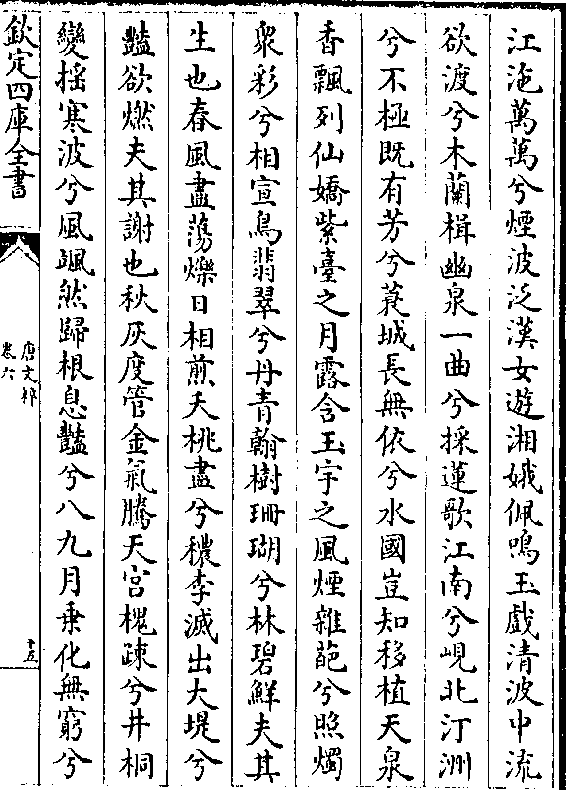 江沲萬萬兮煙波泛漢女遊湘娥佩鳴玉戲清波中流
欲渡兮木蘭楫幽泉一曲兮採蓮歌江南兮峴北汀洲
兮不極既有芳兮蓑城長無依兮水國豈知移植天泉
香飄列仙嬌紫臺之月露含玉宇之風煙雜葩兮照燭
衆彩兮相宣鳥翡翠兮丹青翰樹珊瑚兮林碧鮮夫其
生也春風盡蕩爍日相煎夭桃盡兮穠李滅出大堤兮
豔欲燃夫其謝也秋灰度管金氣騰天宮槐疎兮井桐
變揺寒波兮風颯然歸根息豔兮八九月乗化無窮兮
欽定四庫全書
唐文粹
卷六
十五